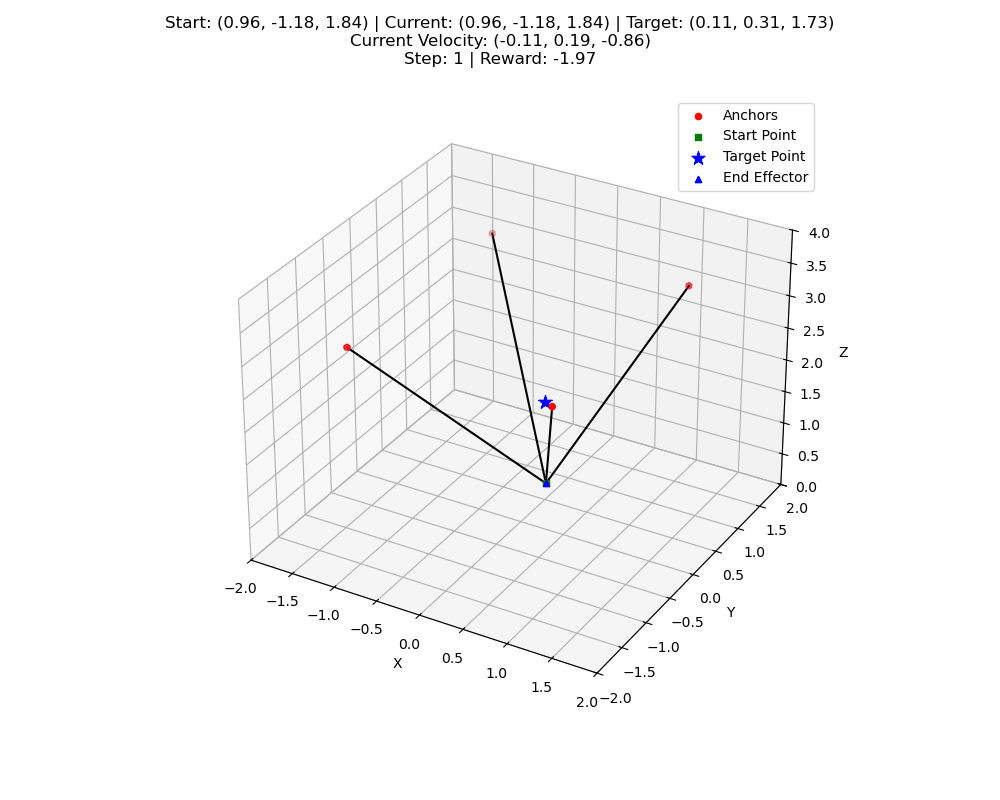 Start: (0.96, -1.18, 1.84) | Current: (0.96, -1.18, 1.84) | Target: (0.11, 0.31, 1.73)
Current Velocity: (-0.11, 0.19, -0.86)
Step: 1 | Reward: -1.97
Anchors
Start Point
Target Point
End Effector
4.0
3.5
3.0
2.5
2.0
1.5
1.0
0.5
0.0
Z
2.0
1.5
1.0
0.5
0.0
−0.5
−1.0
−1.5
−2.0
Y
−2.0
−1.5
−1.0
−0.5
0.0
0.5
1.0
1.5
2.0
X